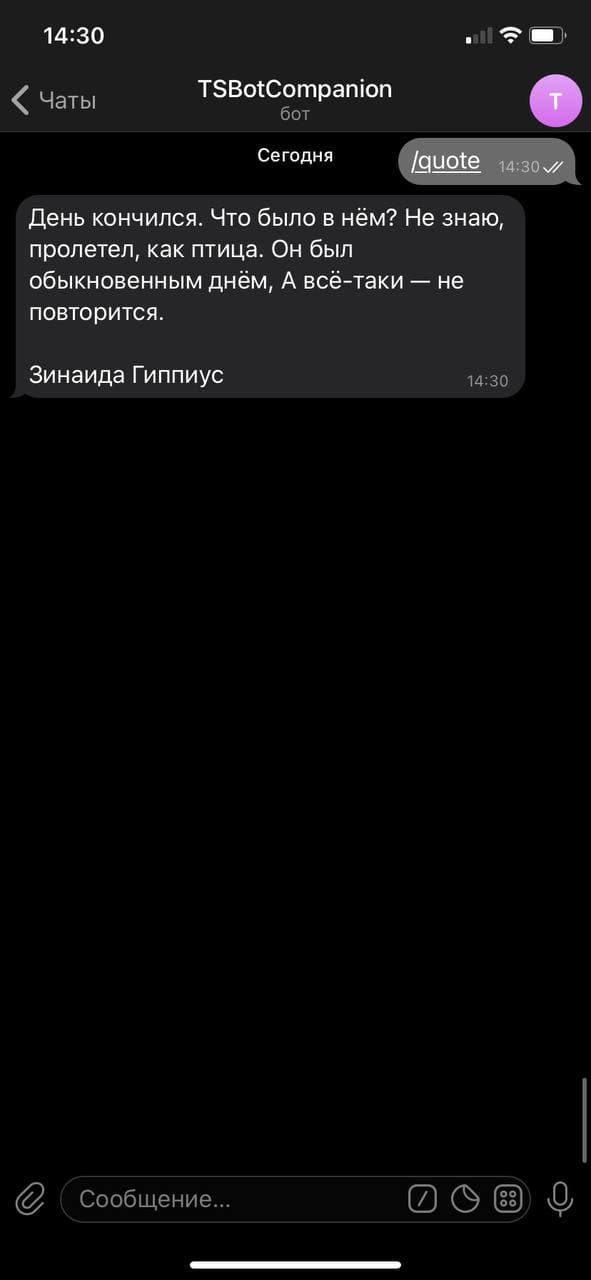 14:30
Чаты
TSBotCompanion
бот
T
Сегодня
/quote 14:30
День кончился. Что было в нём? Не знаю,
пролетел, как птица. Он был
обыкновенным днём, А всё-таки — не
повторится.
Зинаида Гиппиус
14:30
Сообщение...